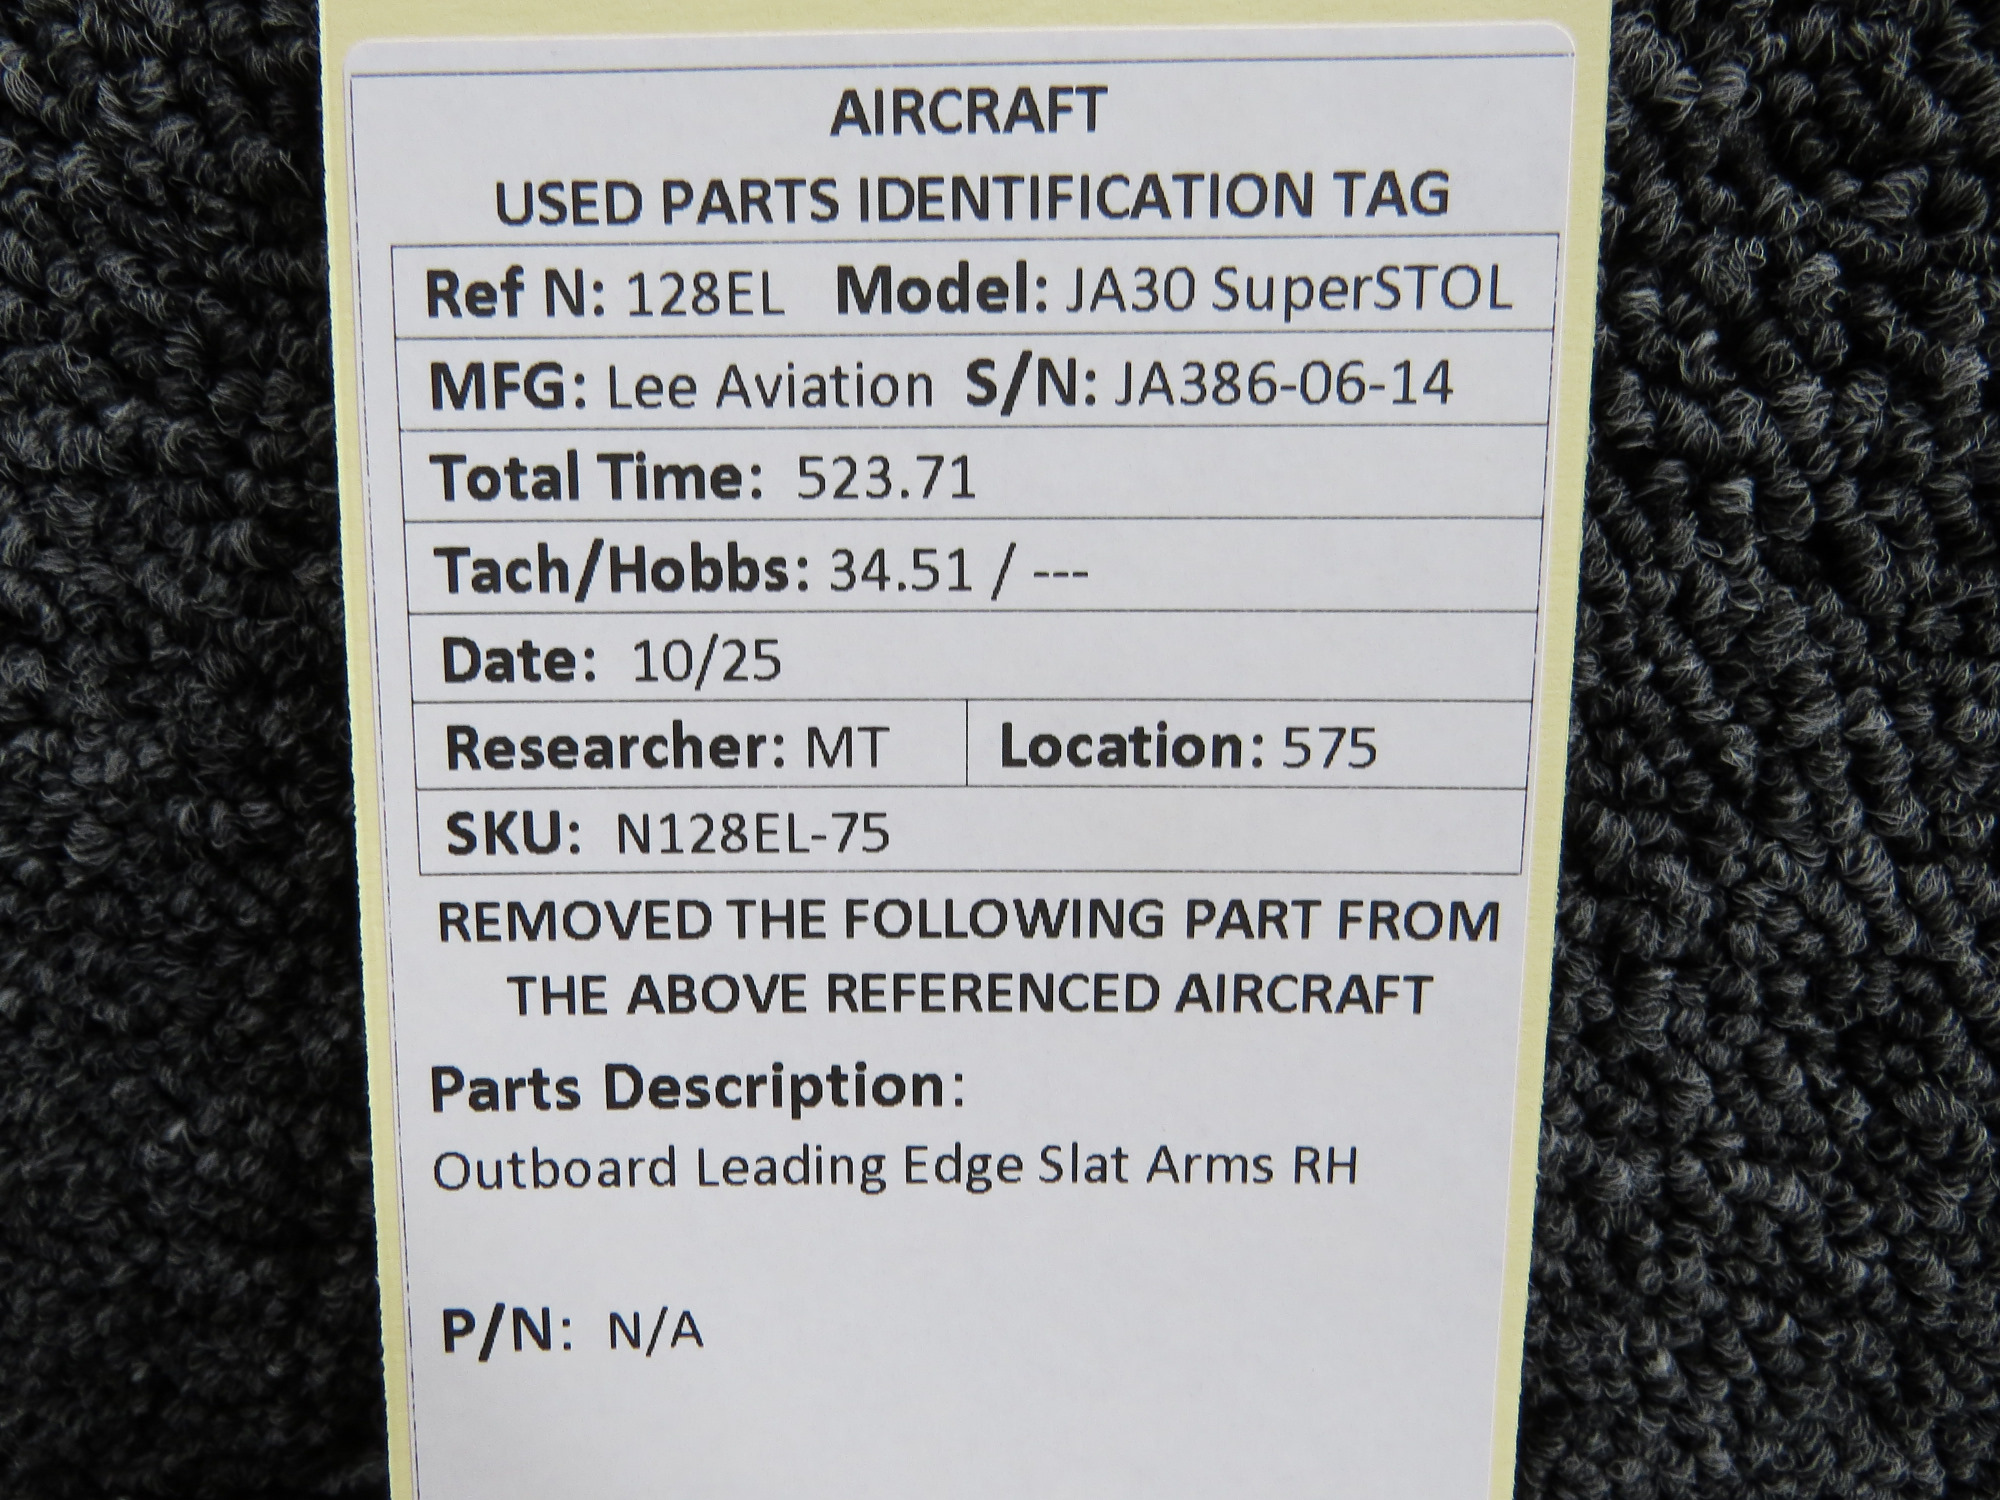 AIRCRAFT
USED PARTS IDENTIFICATION TAG
Ref N: 128EL Model: JA30 SuperSTOL
MFG: Lee Aviation S/N: JA386-06-14
Total Time: 523.71
Tach/Hobbs: 34.51 / ---
Date: 10/25
Researcher: MT Location: 575
SKU: N128EL-75
REMOVED THE FOLLOWING PART FROM
THE ABOVE REFERENCED AIRCRAFT
Parts Description:
Outboard Leading Edge Slat Arms RH
P/N: N/A